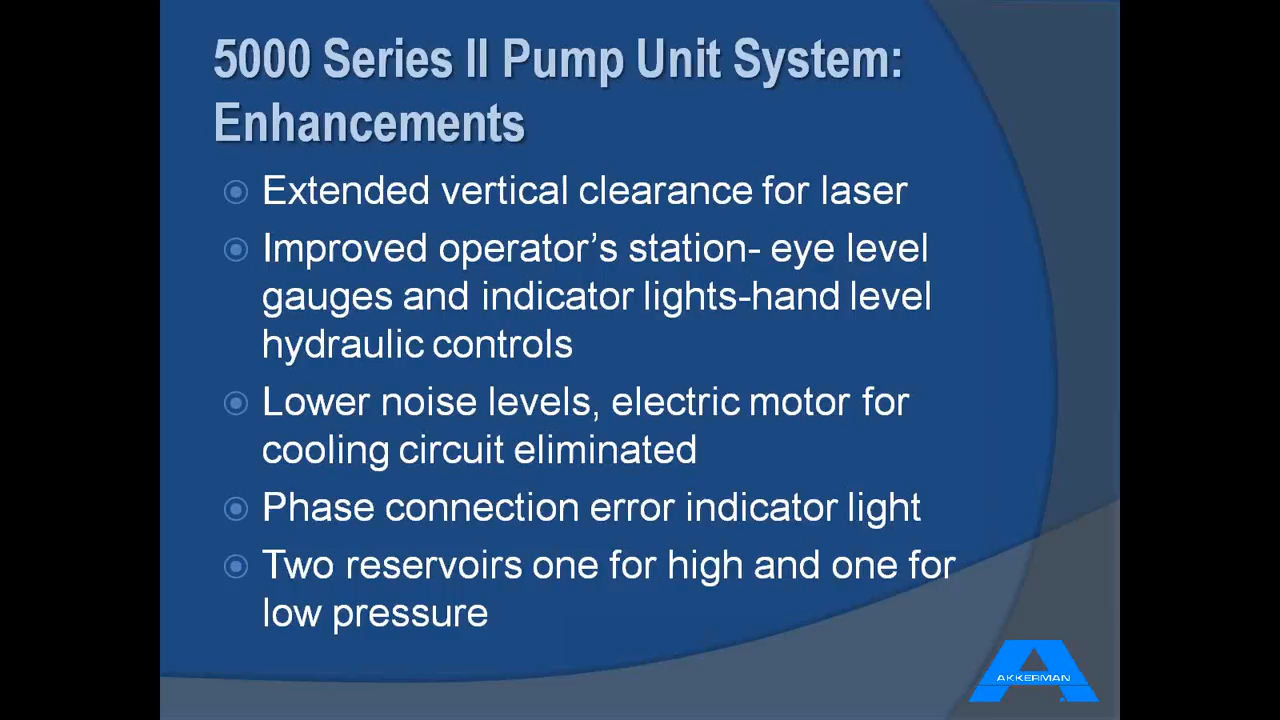 5000 Series II Pump Unit System:
Enhancements
Extended vertical clearance for laser
Improved operator’s station- eye level
gauges and indicator lights-hand level
hydraulic controls
Lower noise levels, electric motor for
cooling circuit eliminated
Phase connection error indicator light
Two reservoirs one for high and one for
low pressure
AKKERMAN